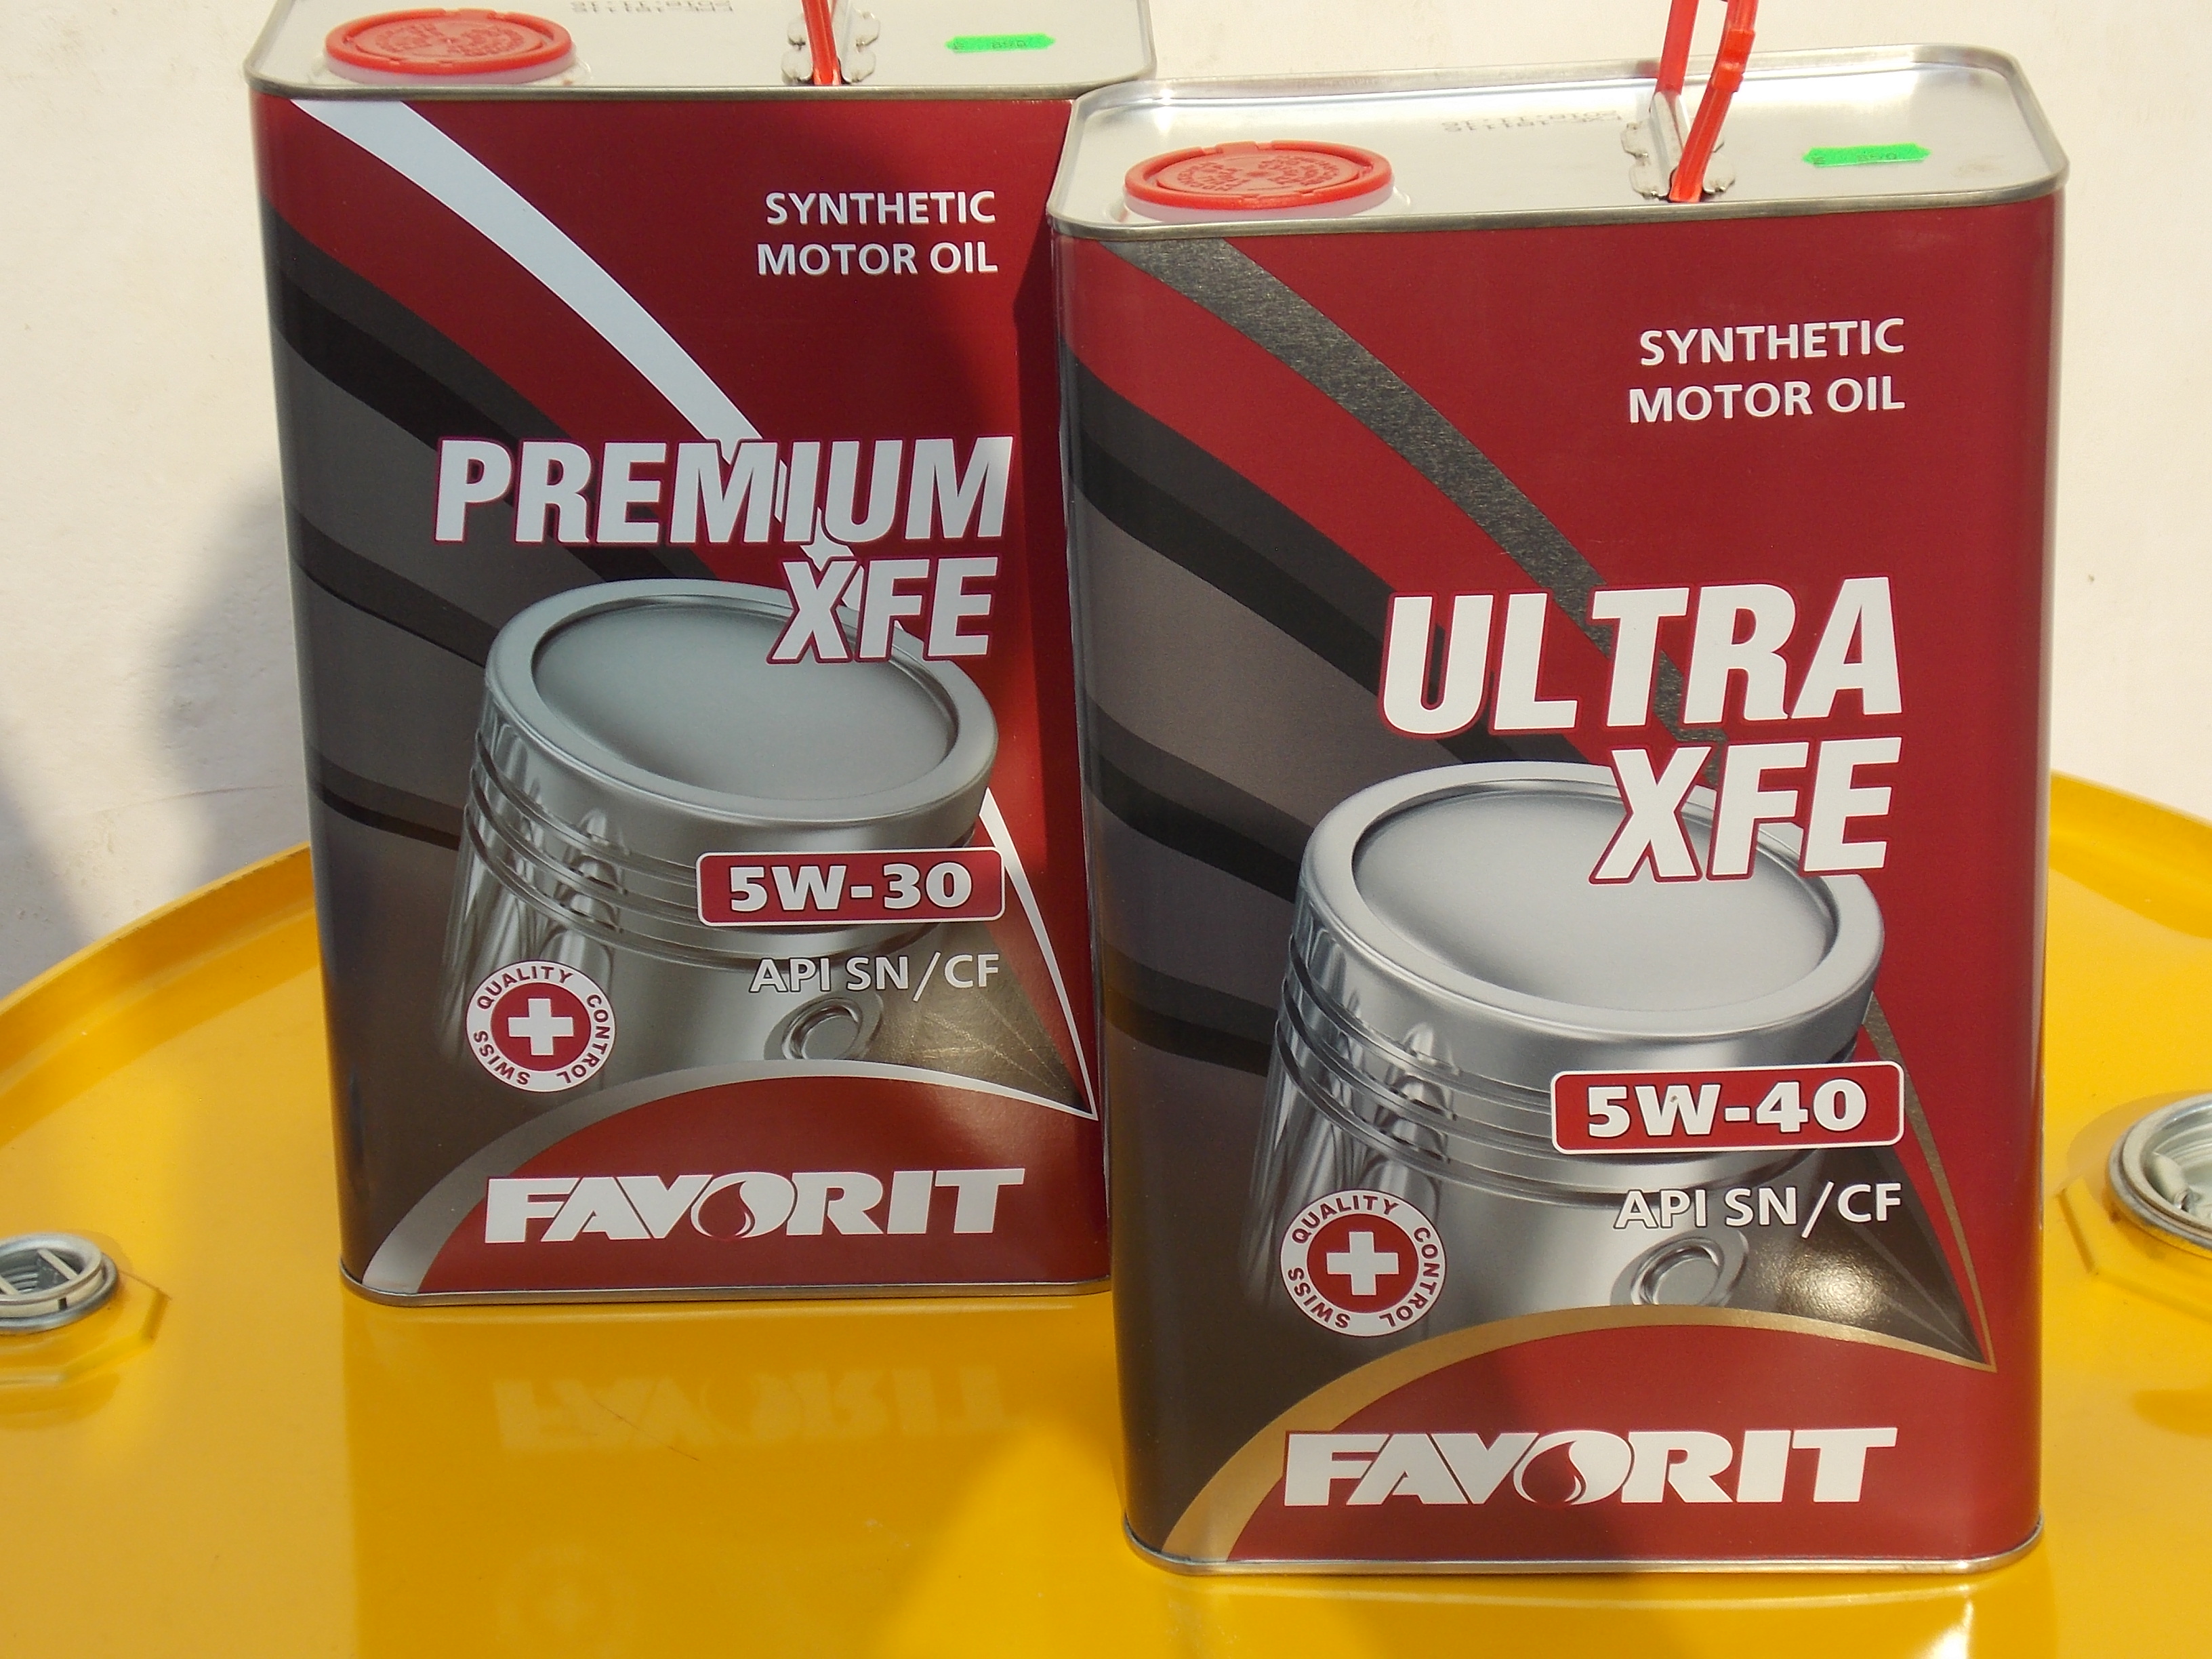 SYNTHETIC
MOTOR OIL
PREMIUM
XFE
5W-30
API SN/CF
SWISS QUALITY CONTROL
FAVORIT
SYNTHETIC
MOTOR OIL
ULTRA
XFE
5W-40
API SN/CF
SWISS QUALITY CONTROL
FAVORIT